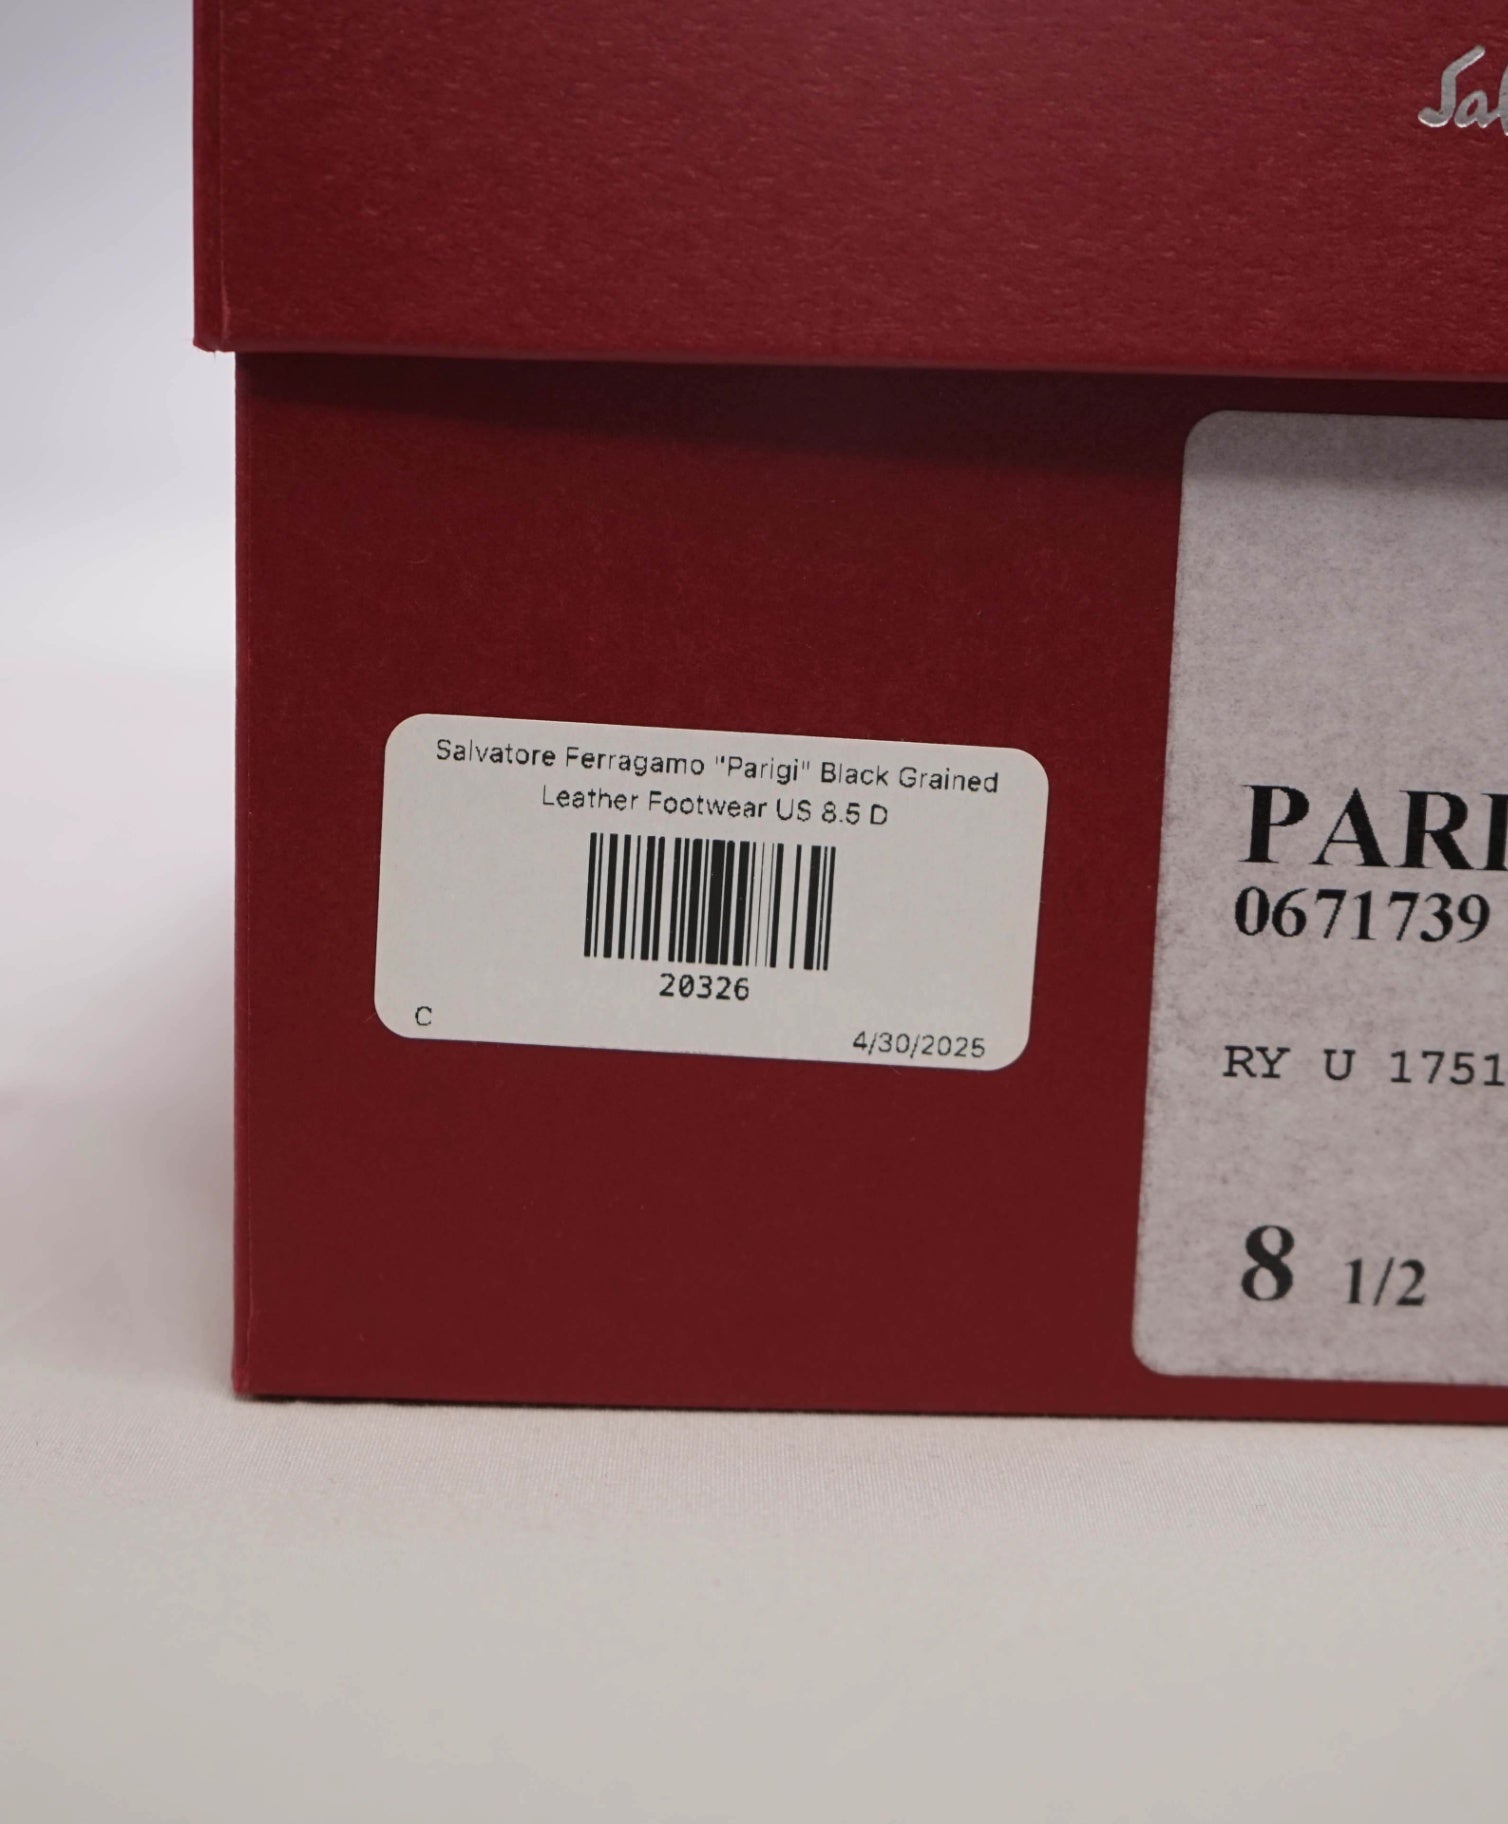 Salvatore Ferragamo "Parigi" Black Grained
Leather Footwear US 8.5 D
20326
C
4/30/2025
0671739
RY U 1751
8 1/2